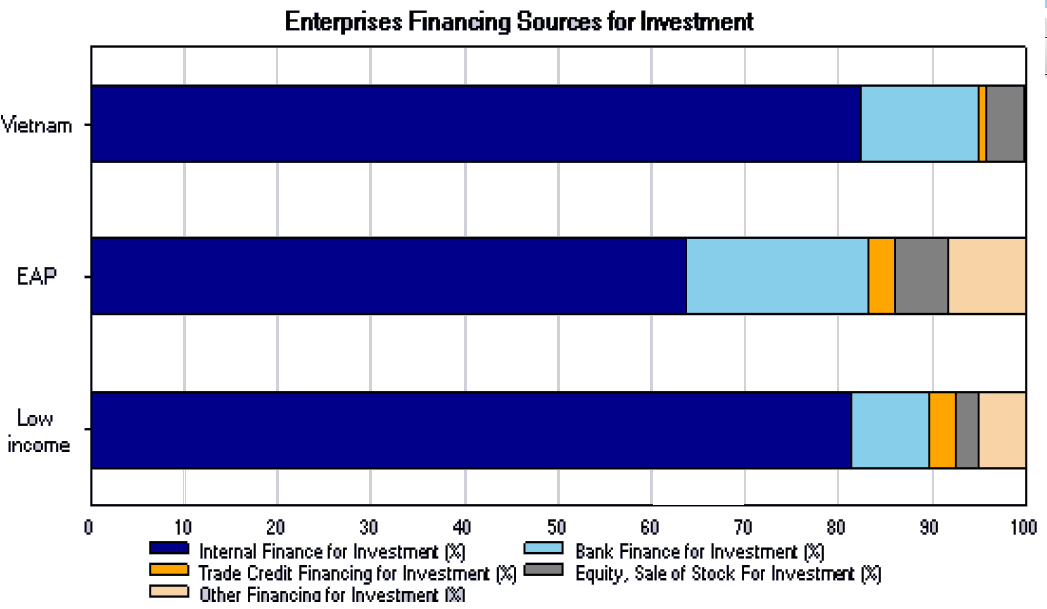 Enterprises Financing Sources for Investment
Vietnam
EAP
Low
income
0 10 20 30 40 50 60 70 80 90 100
Internal Finance for Investment (%) Bank Finance for Investment (%)
Trade Credit Financing for Investment (%) Equity, Sale of Stock For Investment (%)
Other Financing for Investment (%)